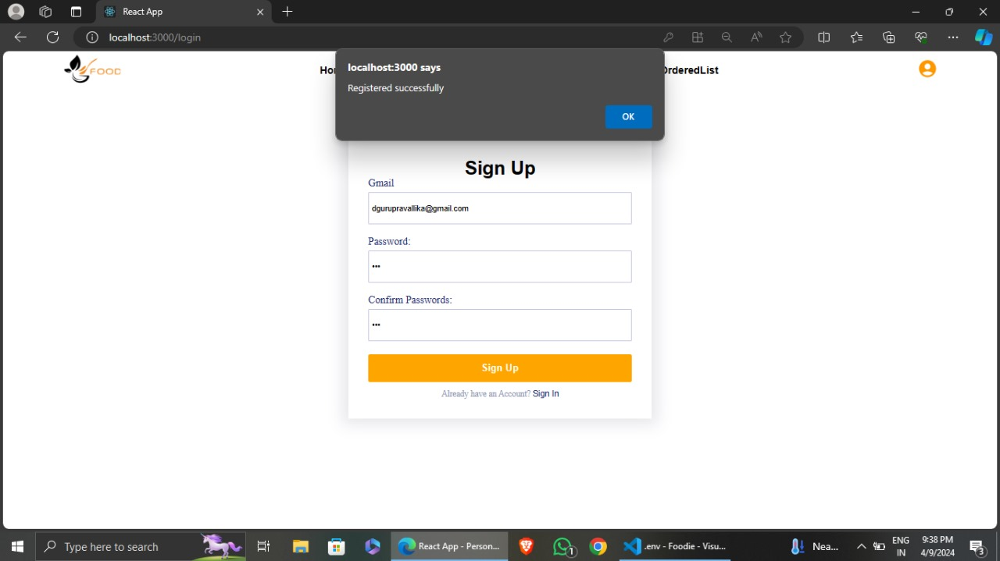 React App
localhost:3000/login
FOOD
OrderedList
localhost:3000 says
Registered successfully
OK
Sign Up
Gmail
dgurupravallika@gmail.com
Password:
•••
Confirm Passwords:
•••
Sign Up
Already have an Account? Sign In
Type here to search
React App - Person...
1
.env - Foodie - Visu...
Nea...
ENG
IN
9:38 PM
4/9/2024
3